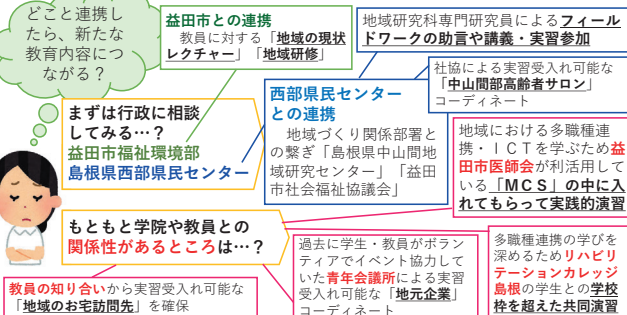 どこと連携し
たら、新たな
教育内容につ
ながる？
益田市との連携
教員に対する「地域の現状
レクチャー」「地域研修」
地域研究科専門研究員によるフィール
ドワークの助言や講義・実習参加
社協による実習受入れ可能な
「中山間部高齢者サロン」
コーディネート
まずは行政に相談
してみる…？
益田市福祉環境部
島根県西部県民センター
西部県民センター
との連携
地域づくり関係部署と
の繋ぎ「島根県中山間地
域研究センター」「益田
市社会福祉協議会」
地域における多職種連
携・ＩＣＴを学ぶため益
田市医師会が利活用して
いる「ＭＣＳ」の中に入
れてもらって実践的演習
もともと学院や教員との
関係性があるところは…？
過去に学生・教員がボラン
ティアでイベント協力して
いた青年会議所による実習
受入れ可能な「地元企業」
コーディネート
多職種連携の学びを
深めるためリハビリ
テーションカレッジ
島根の学生との学校
枠を超えた共同演習
教員の知り合いから実習受入れ可能な
「地域のお宅訪問先」を確保